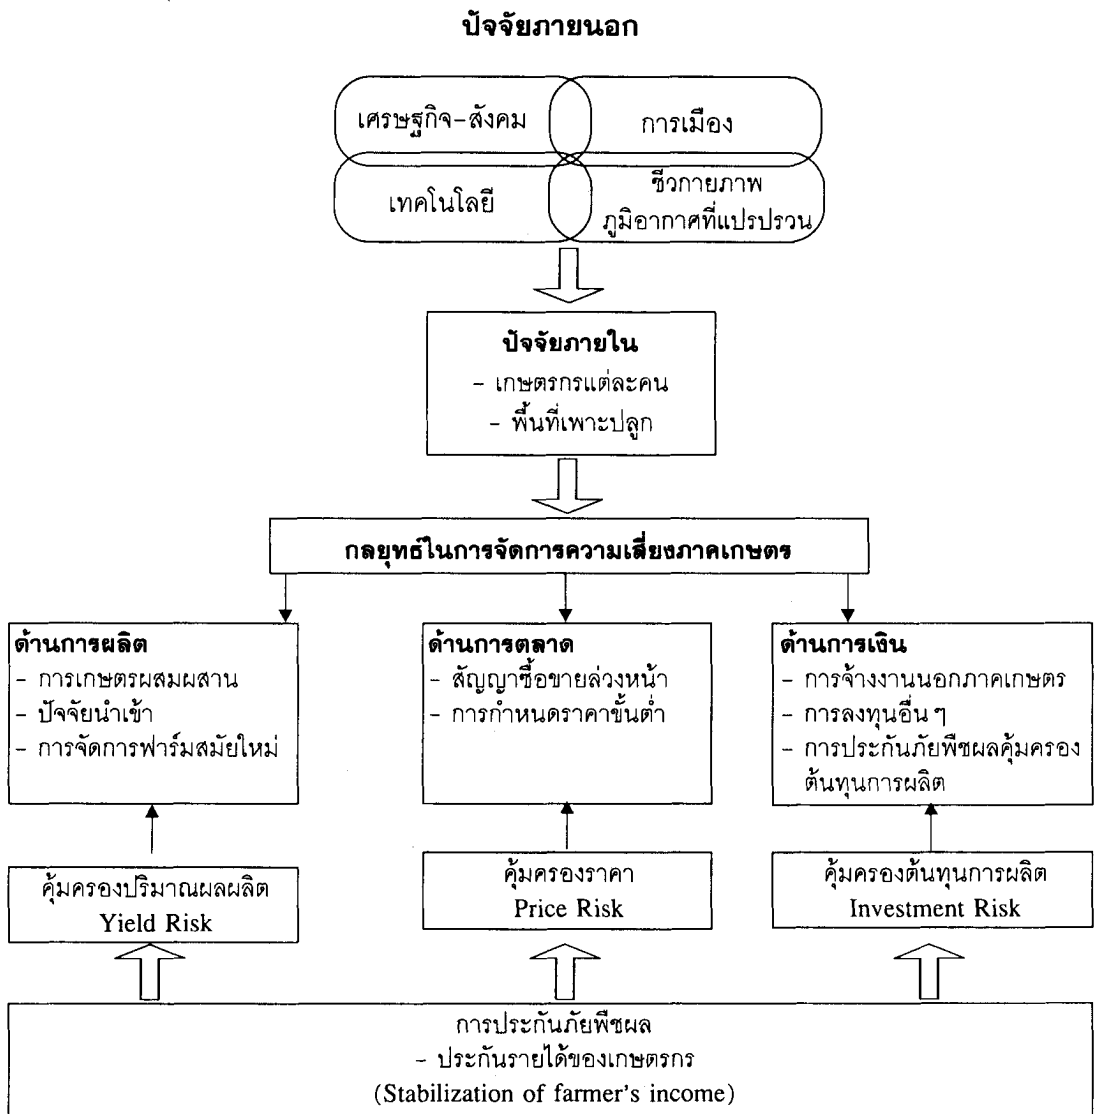 ปัจจัยภายนอก
เศรษฐกิจ-สังคม
การเมือง
เทคโนโลยี
ชีวกายภาพ
ภูมิอากาศที่แปรปรวน
ปัจจัยภายใน
- เกษตรกรแต่ละคน
- พื้นที่เพาะปลูก
กลยุทธ์ในการจัดการความเสี่ยงภาคเกษตร
ด้านการผลิต
- การเกษตรผสมผสาน
- ปัจจัยนำเข้า
- การจัดการฟาร์มสมัยใหม่
ด้านการตลาด
- สัญญาซื้อขายล่วงหน้า
- การกำหนดราคาขั้นต่ำ
ด้านการเงิน
- การจ้างงานนอกภาคเกษตร
- การลงทุนอื่น ๆ
- การประกันภัยพืชผลคุ้มครอง
ต้นทุนการผลิต
คุ้มครองปริมาณผลผลิต
Yield Risk
คุ้มครองราคา
Price Risk
คุ้มครองต้นทุนการผลิต
Investment Risk
การประกันภัยพืชผล
- ประกันรายได้ของเกษตรกร
(Stabilization of farmer's income)